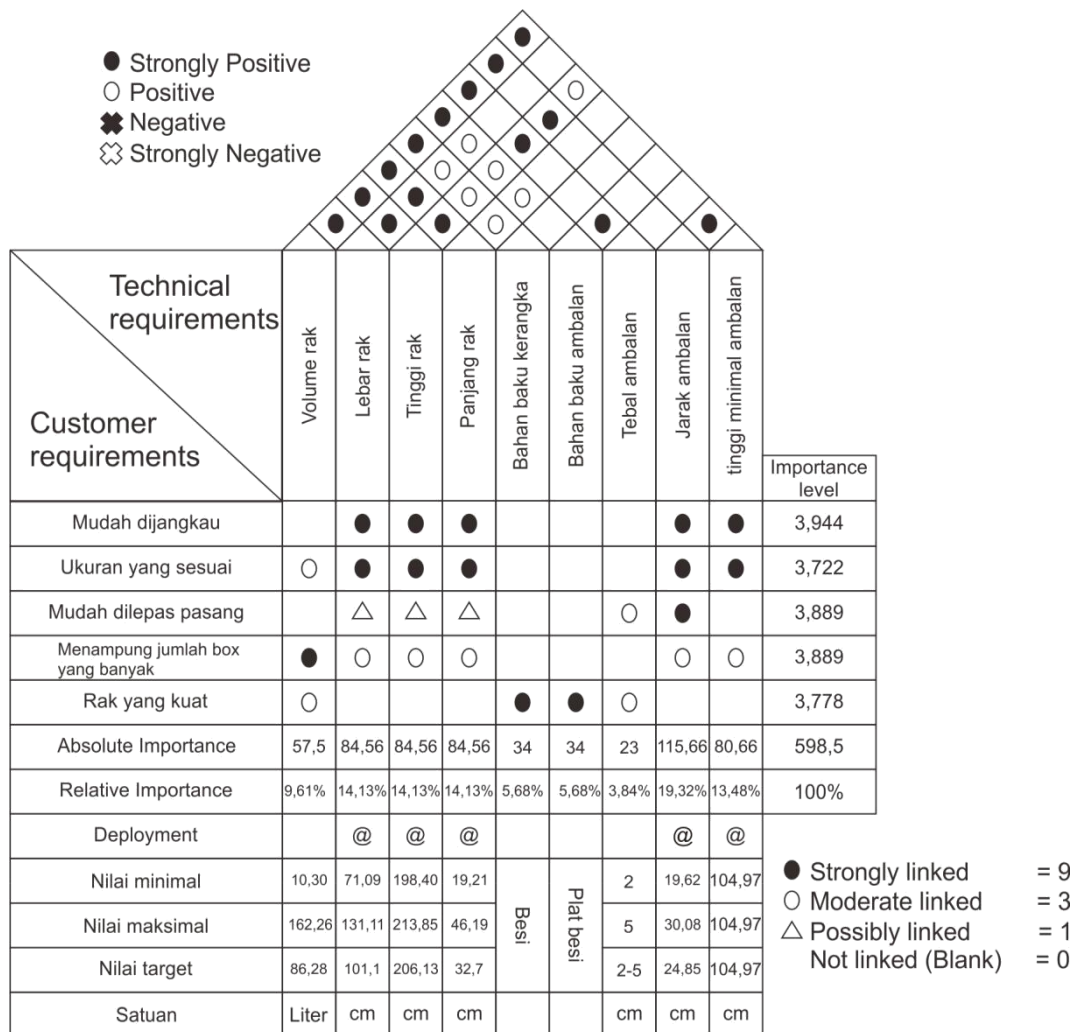 Strongly Positive
Positive
Negative
Strongly Negative
Technical
requirements
Customer
requirements
Volume rak
Lebar rak
Tinggi rak
Panjang rak
Bahan baku kerangka
Bahan baku ambalan
Tebal ambalan
Jarak ambalan
tinggi minimal ambalan
Importance
level
Mudah dijangkau 3,944
Ukuran yang sesuai 3,722
Mudah dilepas pasang 3,889
Menampung jumlah box
yang banyak 3,889
Rak yang kuat 3,778
Absolute Importance 57,5 84,56 84,56 84,56 34 34 23 115,66 80,66 598,5
Relative Importance 9,61% 14,13% 14,13% 14,13% 5,68% 5,68% 3,84% 19,32% 13,48% 100%
Deployment @ @ @ @ @
Nilai minimal 10,30 71,09 198,40 19,21 Besi Plat besi 2 19,62 104,97
Nilai maksimal 162,26 131,11 213,85 46,19 5 30,08 104,97
Nilai target 86,28 101,1 206,13 32,7 2-5 24,85 104,97
Satuan Liter cm cm cm cm cm cm
Strongly linked = 9
Moderate linked = 3
Possibly linked = 1
Not linked (Blank) = 0